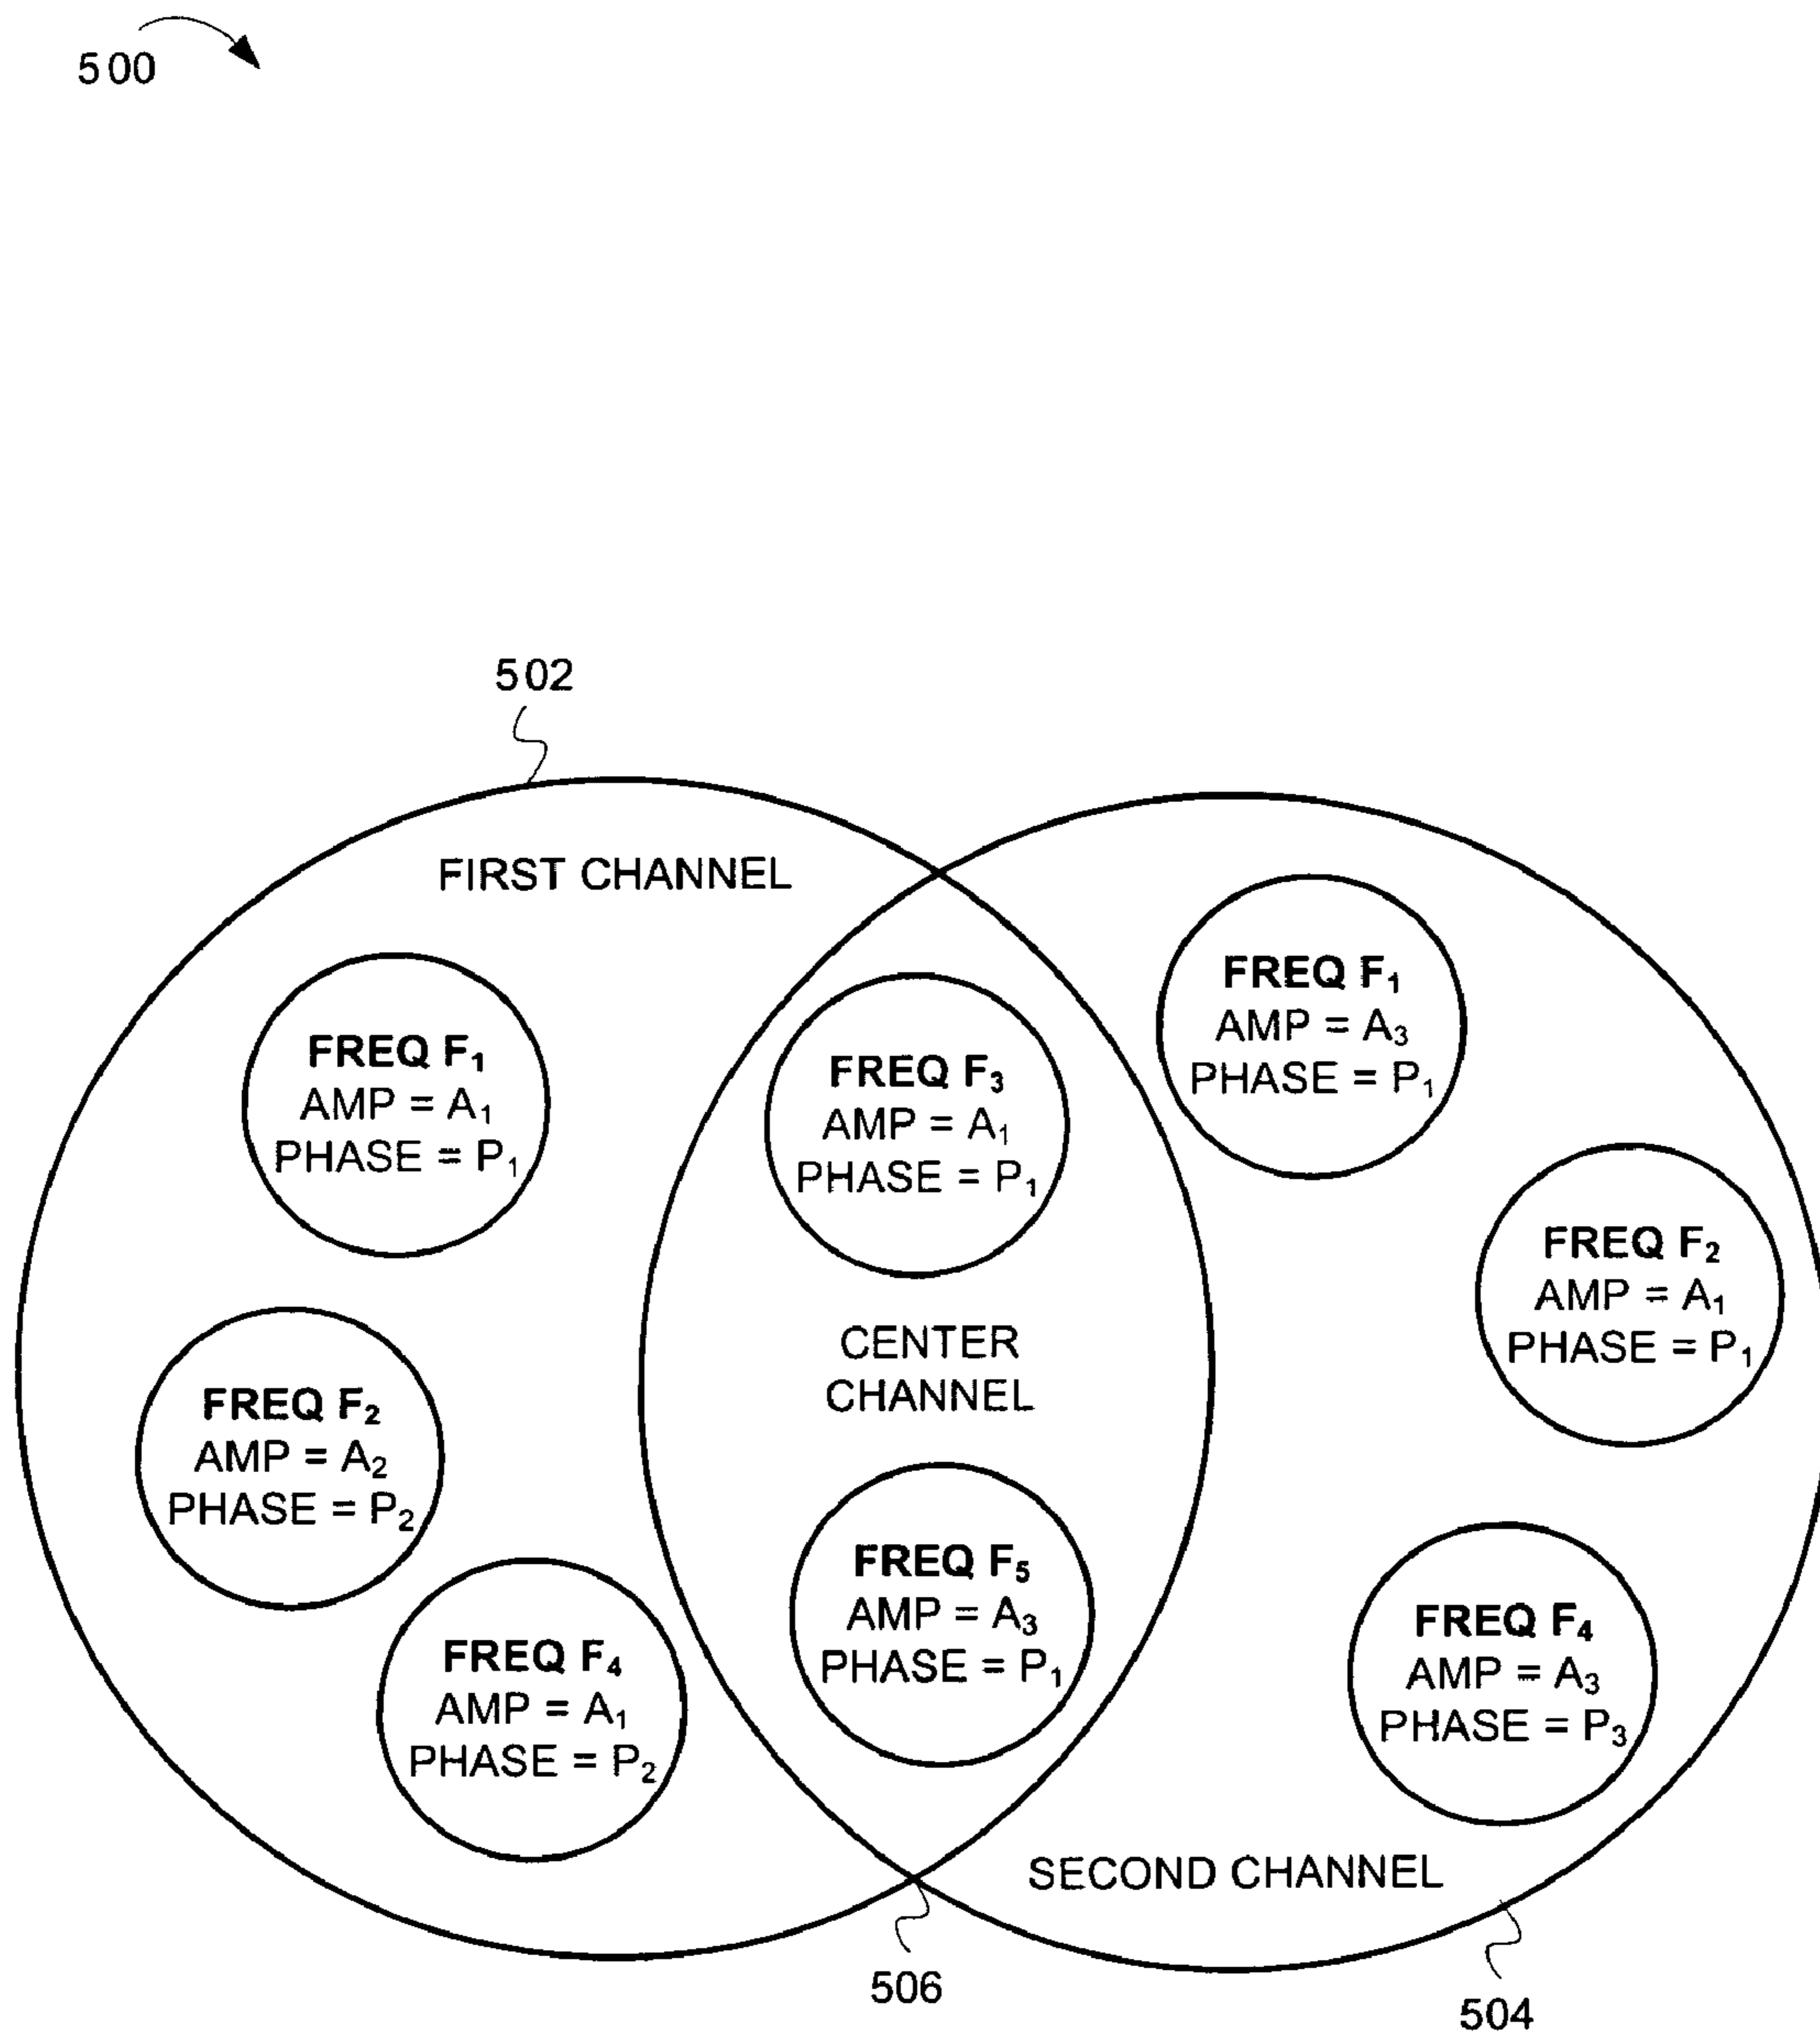 500
502
FIRST CHANNEL
FREQ F₁
AMP = A₁
PHASE = P₁
FREQ F₂
AMP = A₂
PHASE = P₂
FREQ F₄
AMP = A₁
PHASE = P₂
FREQ F₃
AMP = A₁
PHASE = P₁
CENTER
CHANNEL
FREQ F₅
AMP = A₃
PHASE = P₁
FREQ F₁
AMP = A₃
PHASE = P₁
FREQ F₂
AMP = A₁
PHASE = P₁
FREQ F₄
AMP = A₃
PHASE = P₃
SECOND CHANNEL
506
504